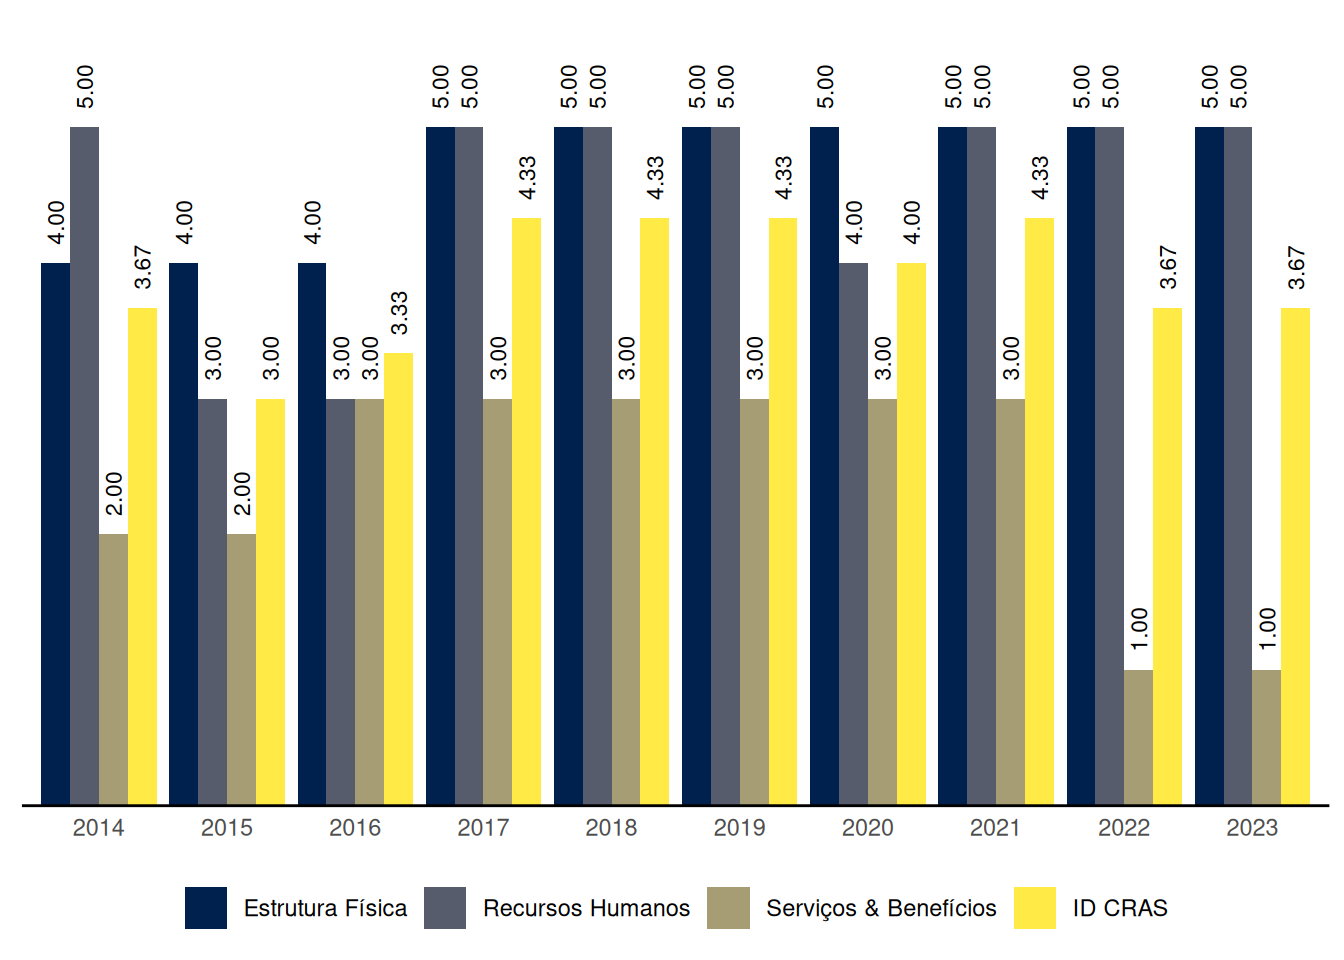 5.00 5.00 5.00 5.00 5.00 5.00 5.00 5.00 5.00 5.00 5.00 5.00 5.00 5.00
4.33 4.33 4.33 4.33
4.00 4.00 4.00 4.00 4.00
3.67 3.67 3.67
3.33
3.00 3.00 3.00 3.00 3.00 3.00 3.00 3.00 3.00
2.00 2.00
1.00 1.00
2014 2015 2016 2017 2018 2019 2020 2021 2022 2023
Estrutura Física Recursos Humanos Serviços & Benefícios ID CRAS